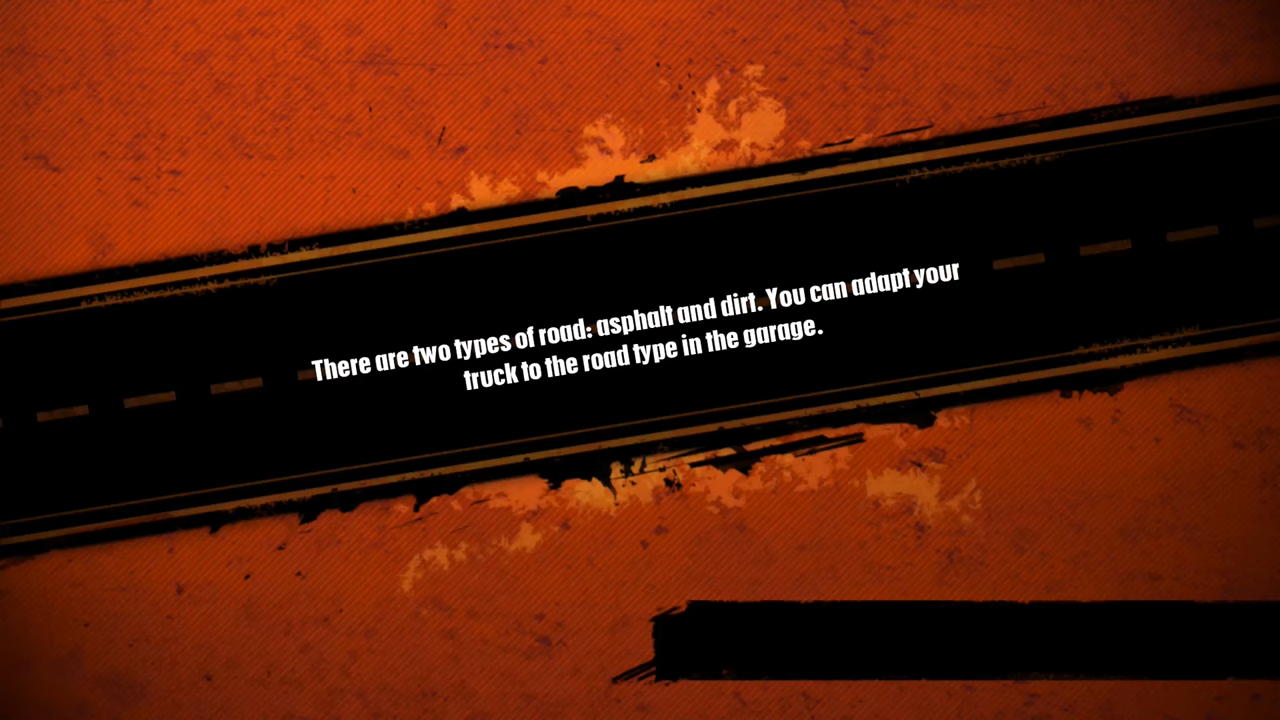 There are two types of road: asphalt and dirt. You can adapt your
truck to the road type in the garage.